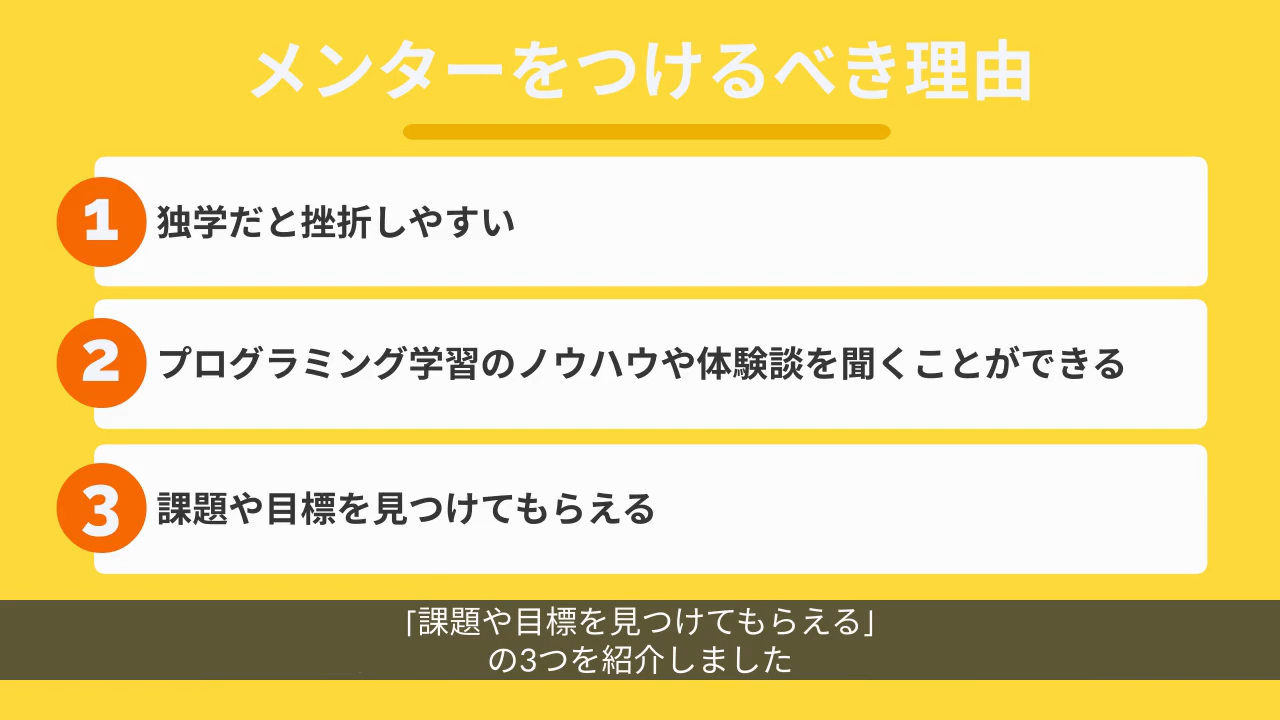 メンターをつけるべき理由
1 独学だと挫折しやすい
2 プログラミング学習のノウハウや体験談を聞くことができる
3 課題や目標を見つけてもらえる
「課題や目標を見つけてもらえる」
の3つを紹介しました